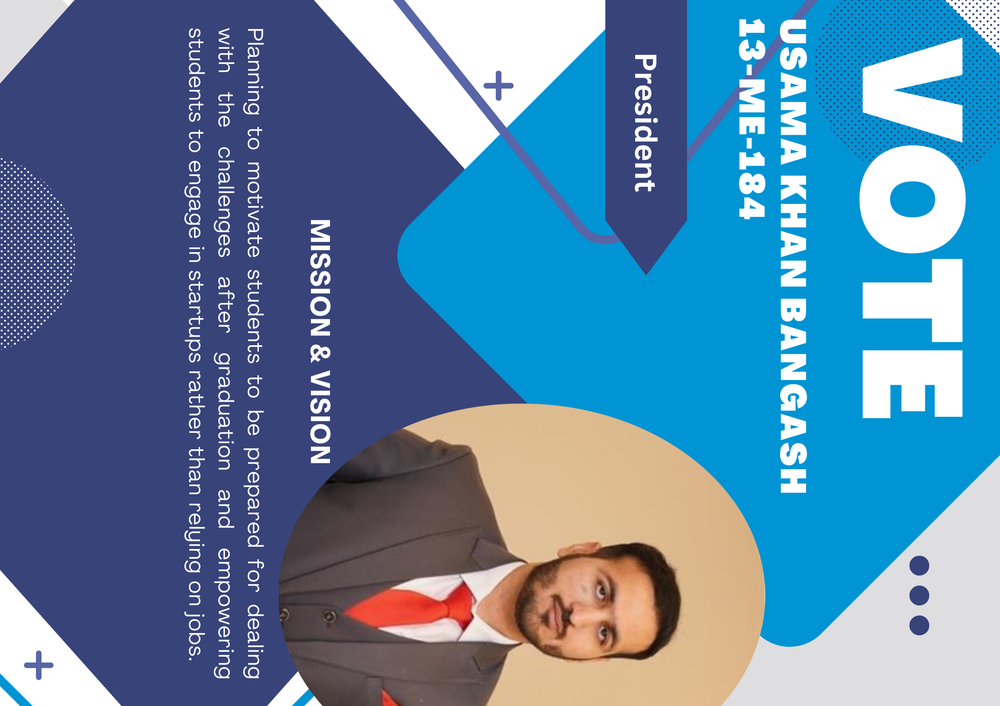 VOTE
USAMA KHAN BANGASH
13-ME-184
President
MISSION & VISION
Planning to motivate students to be prepared for dealing
with the challenges after graduation and empowering
students to engage in startups rather than relying on jobs.